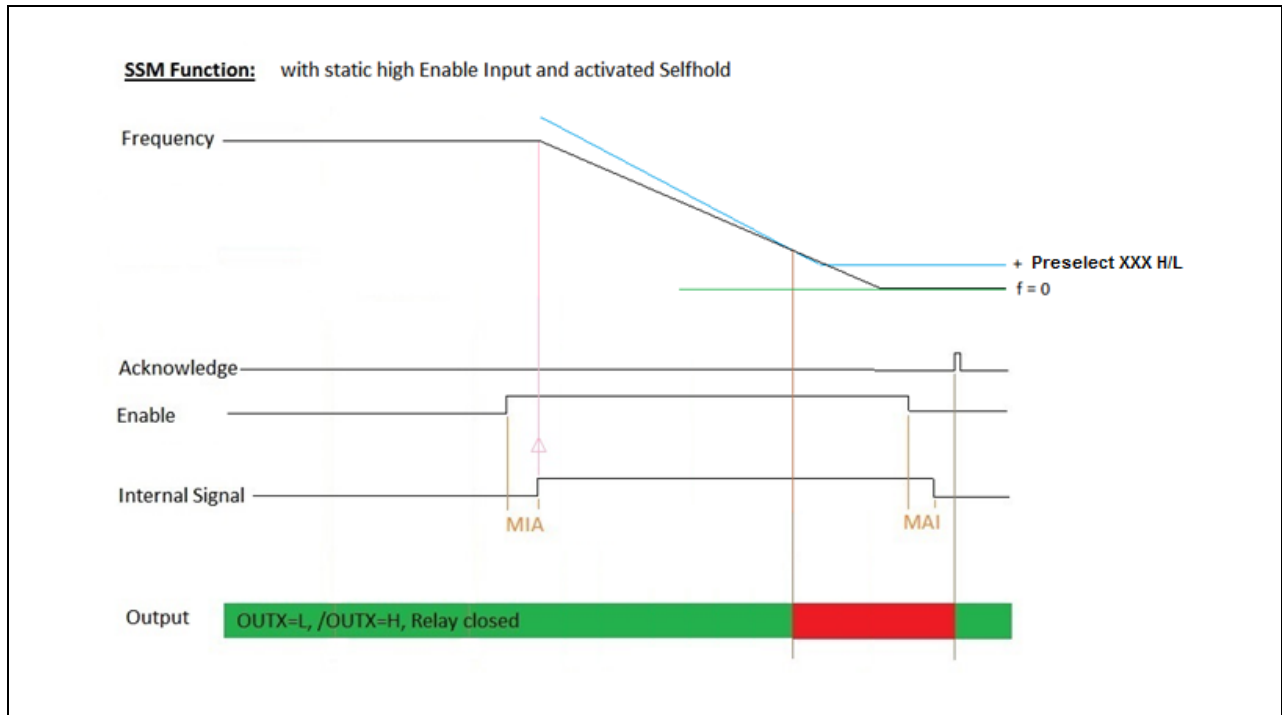 SSM Function: with static high Enable Input and activated Selfhold
Frequency
+ Preselect XXX H/L
f = 0
Acknowledge
Enable
Internal Signal
MIA
MAI
Output
OUTX=L, /OUTX=H, Relay closed